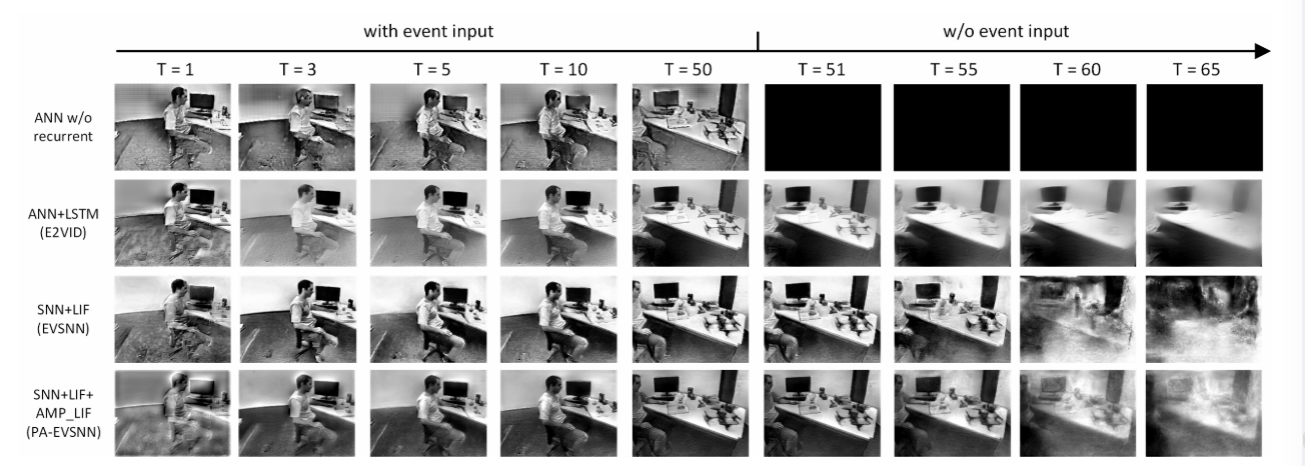 with event input
w/o event input
T = 1
T = 3
T = 5
T = 10
T = 50
T = 51
T = 55
T = 60
T = 65
ANN w/o
recurrent
ANN+LSTM
(E2VID)
SNN+LIF
(EVSNN)
SNN+LIF+
AMP_LIF
(PA-EVSNN)